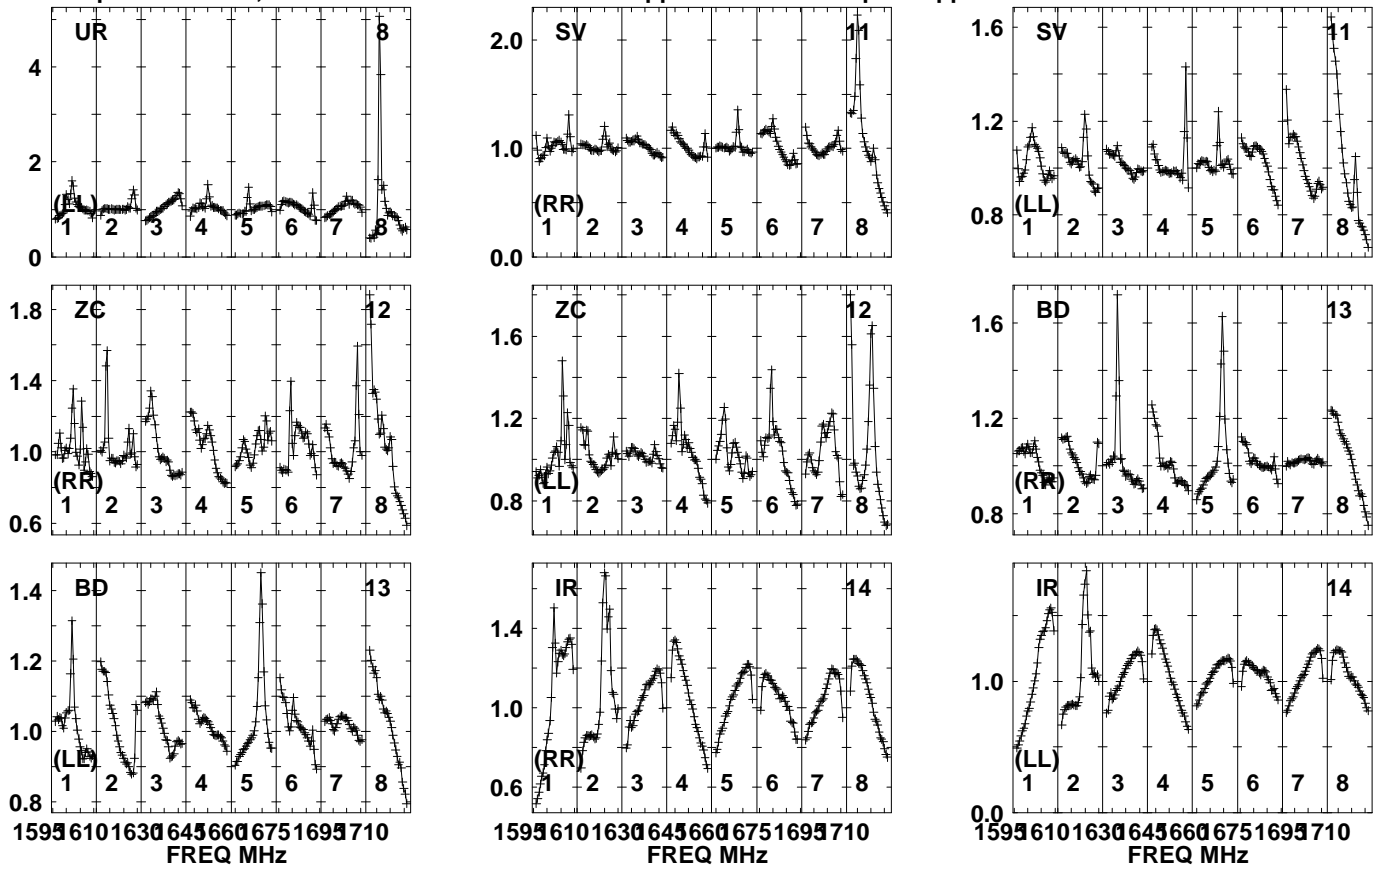 UR 8 SV 11 SV 11
4 2.0 1.6
2 1.0 1.2
(LL) (RR) 0.8 (LL)
1 2 3 4 5 6 7 8 1 2 3 4 5 6 7 8 1 2 3 4 5 6 7 8
0 0.0
ZC 12 ZC 12 BD 13
1.8 1.6 1.6
1.4 1.2 1.2
1.0
(RR) 0.8 (LL) (RR)
0.6 1 2 3 4 5 6 7 8 1 2 3 4 5 6 7 8 0.8 1 2 3 4 5 6 7 8
BD 13 IR 14 IR 14
1.4 1.4
1.2 1.0 1.0
1.0
(LL) (RR) (LL)
1 2 3 4 5 6 7 8 0.6 1 2 3 4 5 6 7 8 1 2 3 4 5 6 7 8
0.8 0.0
1595 1610 1630 1645 1660 1675 1695 1710 1595 1610 1630 1645 1660 1675 1695 1710 1595 1610 1630 1645 1660 1675 1695 1710
FREQ MHz FREQ MHz FREQ MHz